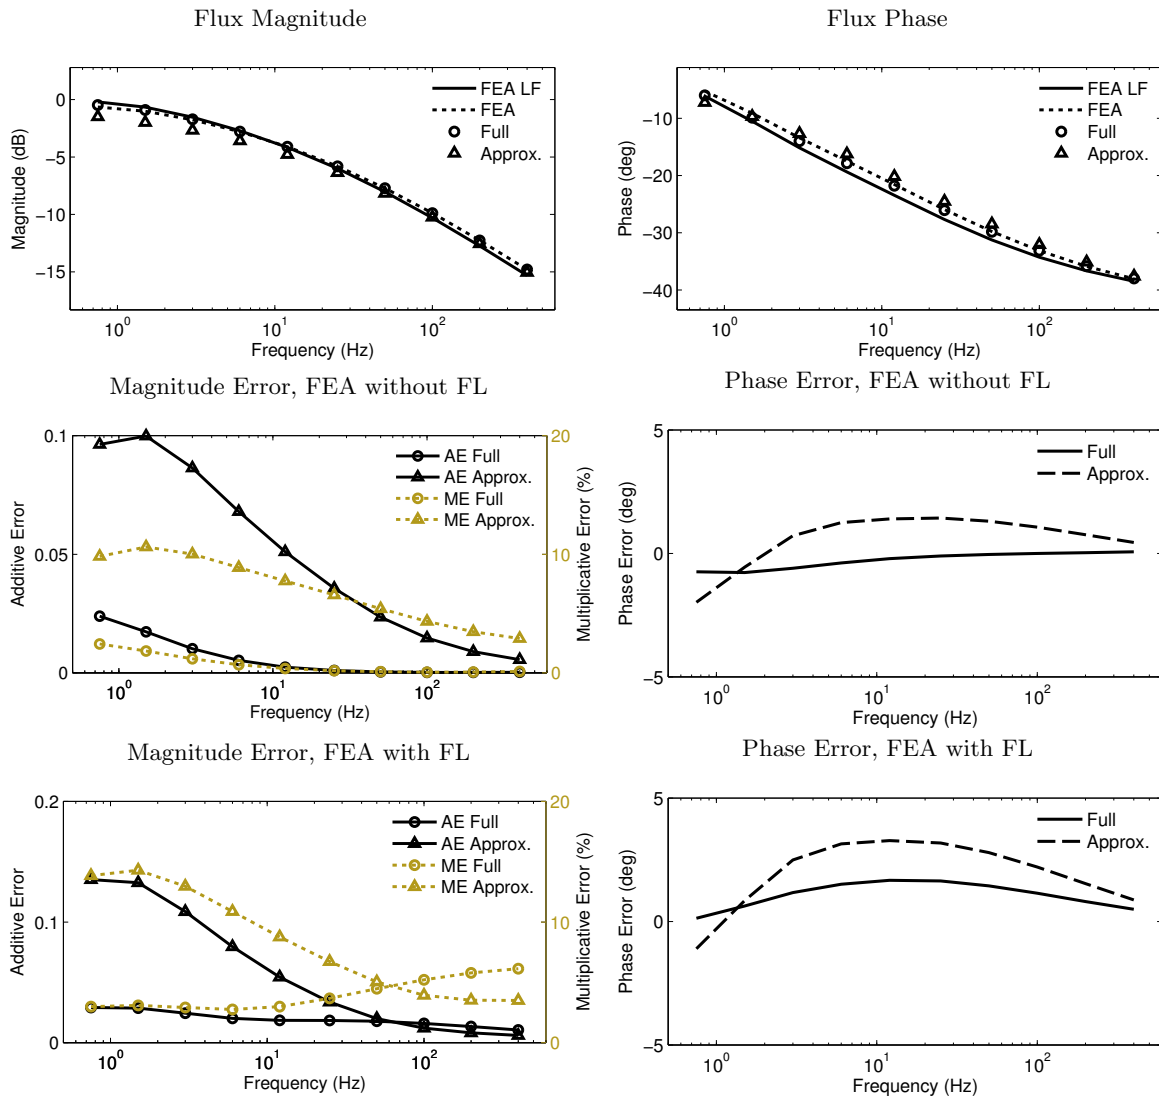 Flux Magnitude
0
−5
−10
−15
Magnitude (dB)
FEA LF
FEA
Full
Approx.
10^0
10^1
10^2
Frequency (Hz)
Flux Phase
−10
−20
−30
−40
Phase (deg)
FEA LF
FEA
Full
Approx.
10^0
10^1
10^2
Frequency (Hz)
Magnitude Error, FEA without FL
0.1
0.05
0
Additive Error
AE Full
AE Approx.
ME Full
ME Approx.
20
10
0
Multiplicative Error (%)
10^0
10^1
10^2
Frequency (Hz)
Phase Error, FEA without FL
5
0
−5
Phase Error (deg)
Full
Approx.
10^0
10^1
10^2
Frequency (Hz)
Magnitude Error, FEA with FL
0.2
0.1
0
Additive Error
AE Full
AE Approx.
ME Full
ME Approx.
20
10
0
Multiplicative Error (%)
10^0
10^1
10^2
Frequency (Hz)
Phase Error, FEA with FL
5
0
−5
Phase Error (deg)
Full
Approx.
10^0
10^1
10^2
Frequency (Hz)